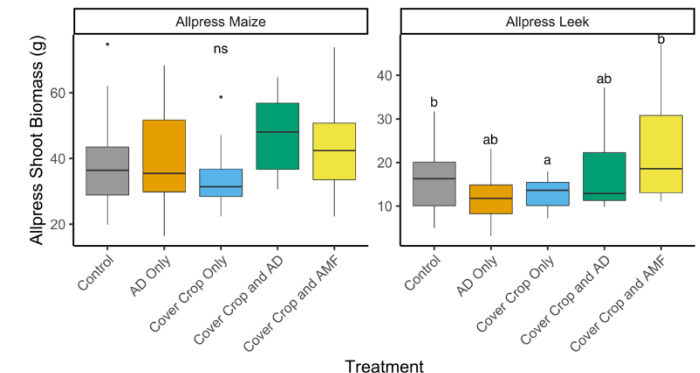 Allpress Maize
Allpress Leek
Allpress Shoot Biomass (g)
ns
60
40
20
b
ab
a
ab
b
40
30
20
10
Control
AD Only
Cover Crop Only
Cover Crop and AD
Cover Crop and AMF
Control
AD Only
Cover Crop Only
Cover Crop and AD
Cover Crop and AMF
Treatment